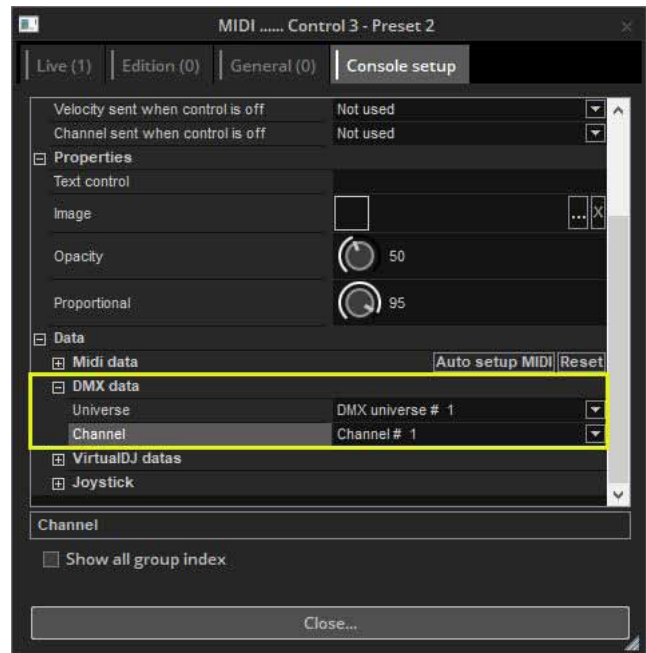 MIDI ...... Control 3 - Preset 2
Live (1) Edition (0) General (0) Console setup
Velocity sent when control is off Not used
Channel sent when control is off Not used
Properties
Text control
Image ... X
Opacity 50
Proportional 95
Data
Midi data Auto setup MIDI Reset
DMX data
Universe DMX universe # 1
Channel Channel # 1
VirtualDJ datas
Joystick
Channel
Show all group index
Close...